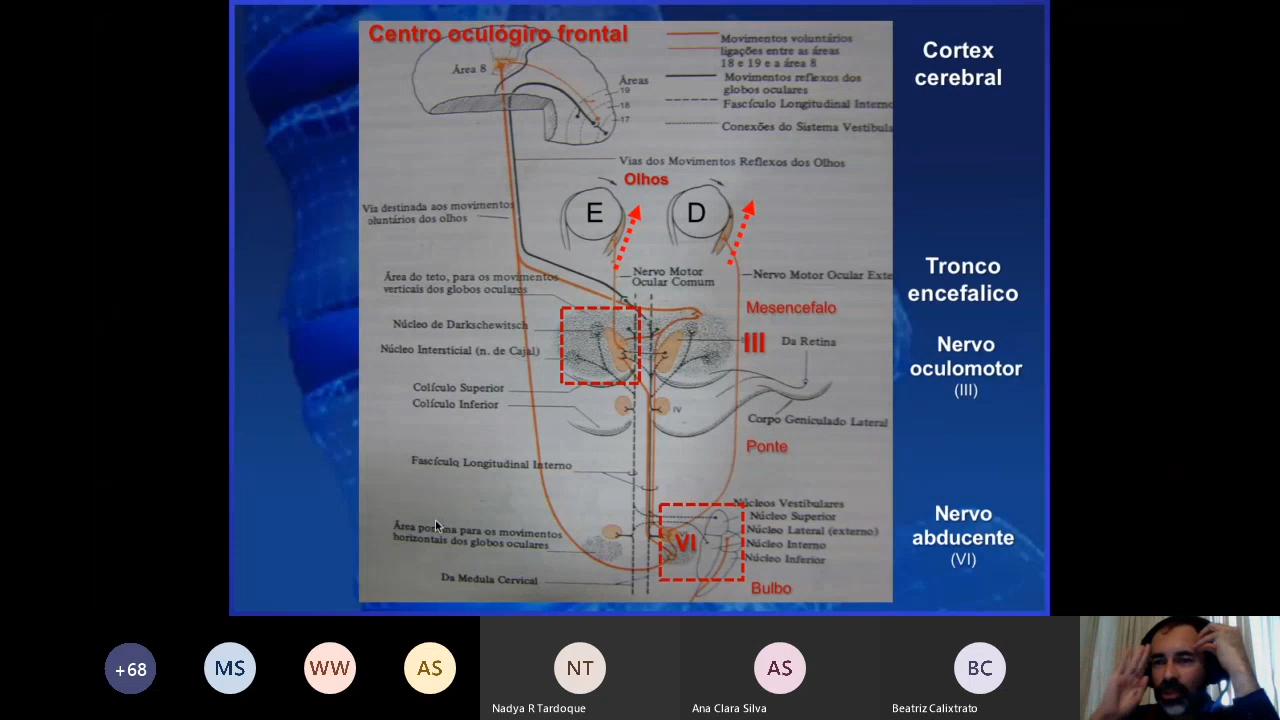 Centro oculógiro frontal
Área 8
Áreas
19
18
17
Movimentos voluntários
ligações entre as áreas
18 e 19 e a área 8
Movimentos reflexos dos
globos oculares
Fascículo Longitudinal Interno
Conexões do Sistema Vestibula
Vias dos Movimentos Reflexos dos Olhos
Olhos
E
D
Via destinada aos movimentos
voluntários dos olhos
Área do teto, para os movimentos
verticais dos globos oculares
Nervo Motor
Ocular Comum
Nervo Motor Ocular Exte
Mesencefalo
Núcleo de Darkschewitsch
Núcleo Intersticial (n. de Cajal)
III
Da Retina
Colículo Superior
Colículo Inferior
IV
Corpo Geniculado Lateral
Ponte
Fascículo Longitudinal Interno
Núcleos Vestibulares
Núcleo Superior
Núcleo Lateral (externo)
Núcleo Interno
Núcleo Inferior
VI
Área para os movimentos
horizontais dos globos oculares
Da Medula Cervical
Bulbo
Cortex
cerebral
Tronco
encefalico
Nervo
oculomotor
(III)
Nervo
abducente
(VI)
+68
MS
WW
AS
NT
Nadya R Tardoque
AS
Ana Clara Silva
BC
Beatriz Calixtrato